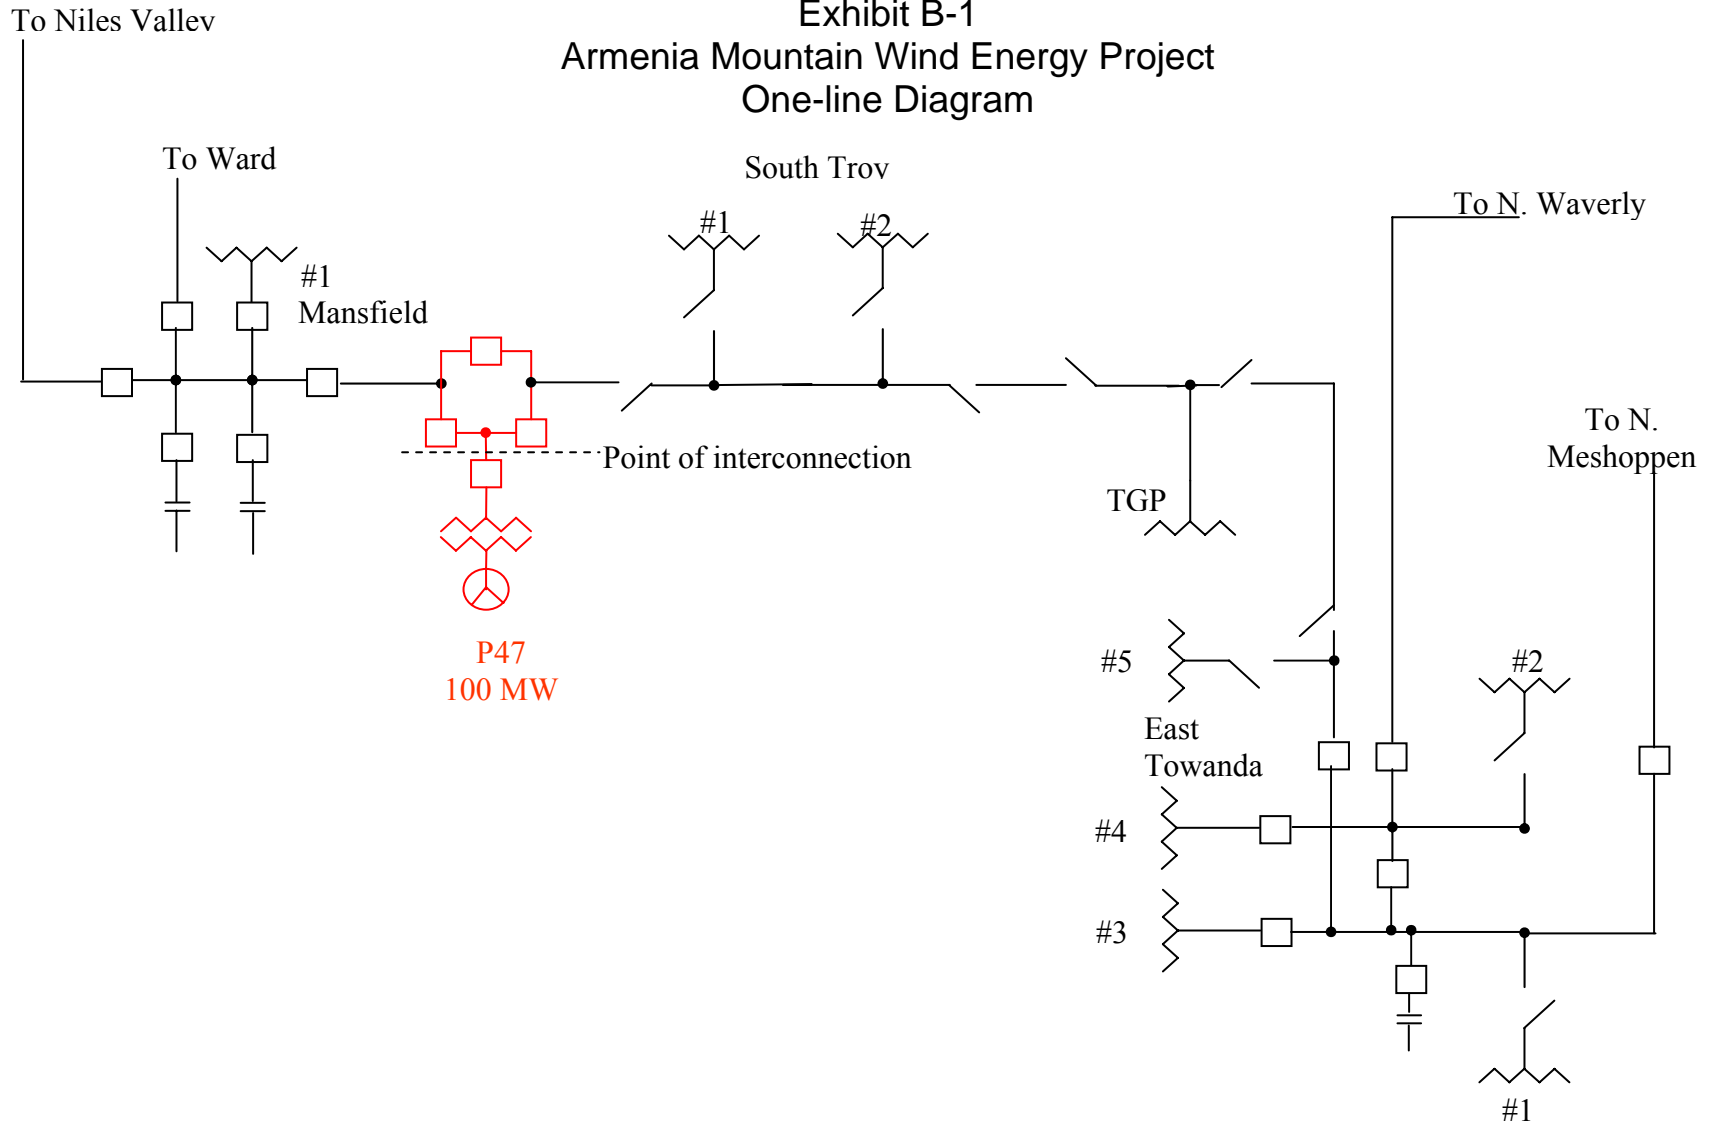 Exhibit B-1
Armenia Mountain Wind Energy Project
One-line Diagram
To Niles Valley
To Ward
#1
Mansfield
South Troy
#1
#2
To N. Waverly
To N.
Meshoppen
Point of interconnection
TGP
P47
100 MW
#5
East
Towanda
#2
#4
#3
#1